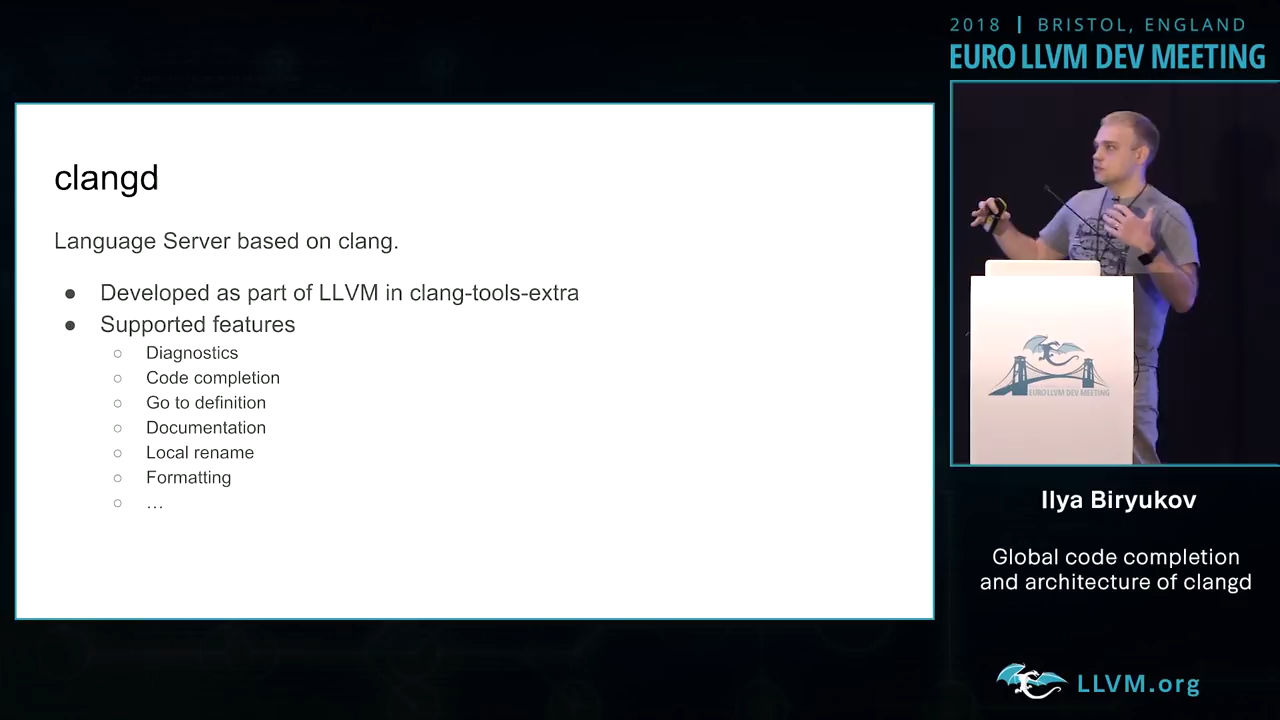 2018 | BRISTOL, ENGLAND
EURO LLVM DEV MEETING
clangd
Language Server based on clang.
● Developed as part of LLVM in clang-tools-extra
● Supported features
○ Diagnostics
○ Code completion
○ Go to definition
○ Documentation
○ Local rename
○ Formatting
○ …
EURO LLVM DEV MEETING
Ilya Biryukov
Global code completion
and architecture of clangd
LLVM.org